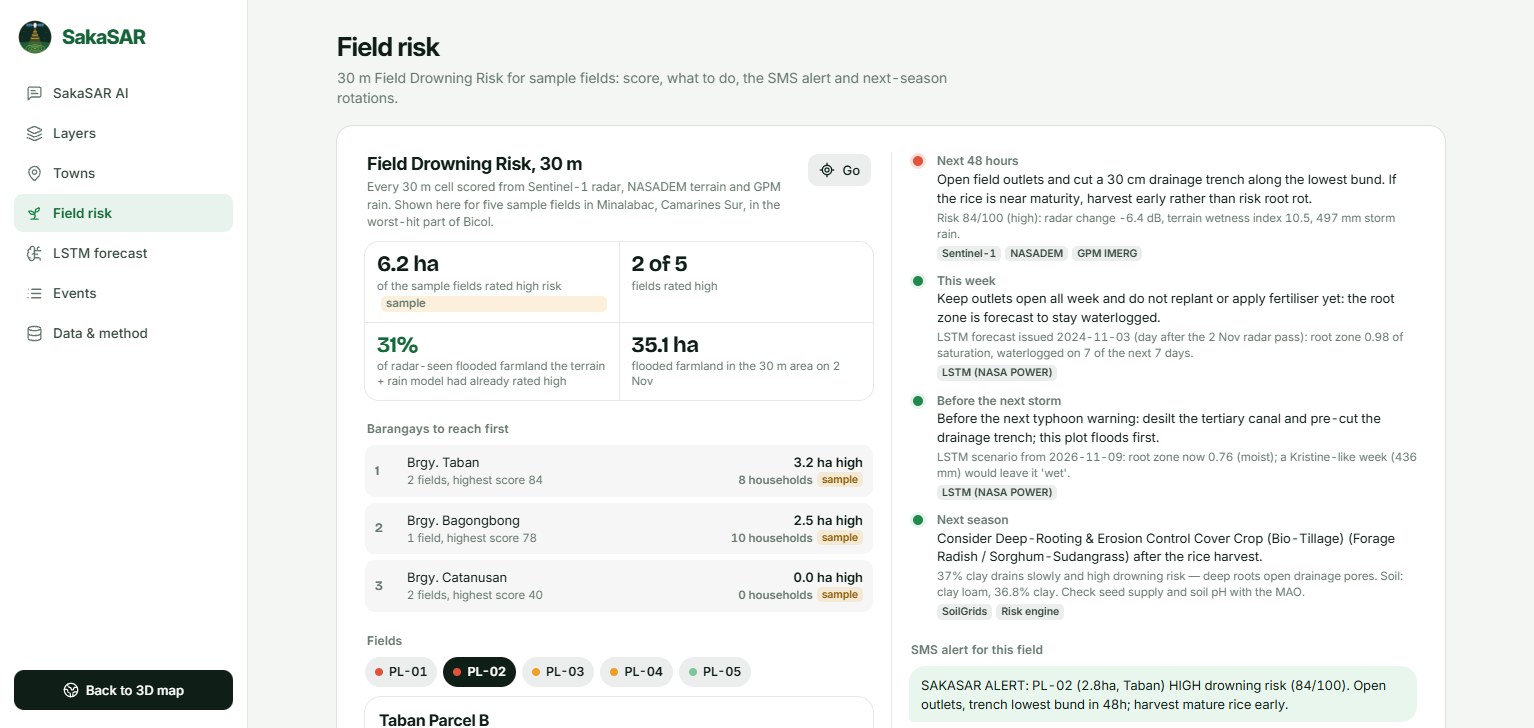 SakaSAR
SakaSAR AI
Layers
Towns
Field risk
LSTM forecast
Events
Data & method
Back to 3D map
Field risk
30 m Field Drowning Risk for sample fields: score, what to do, the SMS alert and next-season
rotations.
Field Drowning Risk, 30 m
Go
Every 30 m cell scored from Sentinel-1 radar, NASADEM terrain and GPM
rain. Shown here for five sample fields in Minalabac, Camarines Sur, in the
worst-hit part of Bicol.
6.2 ha
of the sample fields rated high risk
sample
2 of 5
fields rated high
31%
of radar-seen flooded farmland the terrain
+ rain model had already rated high
35.1 ha
flooded farmland in the 30 m area on 2
Nov
Barangays to reach first
1
Brgy. Taban
2 fields, highest score 84
3.2 ha high
8 households sample
2
Brgy. Bagongbong
1 field, highest score 78
2.5 ha high
10 households sample
3
Brgy. Catanusan
2 fields, highest score 40
0.0 ha high
0 households sample
Fields
PL-01 PL-02 PL-03 PL-04 PL-05
Taban Parcel B
Next 48 hours
Open field outlets and cut a 30 cm drainage trench along the lowest bund. If
the rice is near maturity, harvest early rather than risk root rot.
Risk 84/100 (high): radar change -6.4 dB, terrain wetness index 10.5, 497 mm storm
rain.
Sentinel-1 NASADEM GPM IMERG
This week
Keep outlets open all week and do not replant or apply fertiliser yet: the root
zone is forecast to stay waterlogged.
LSTM forecast issued 2024-11-03 (day after the 2 Nov radar pass): root zone 0.98 of
saturation, waterlogged on 7 of the next 7 days.
LSTM (NASA POWER)
Before the next storm
Before the next typhoon warning: desilt the tertiary canal and pre-cut the
drainage trench; this plot floods first.
LSTM scenario from 2026-11-09: root zone now 0.76 (moist); a Kristine-like week (436
mm) would leave it 'wet'.
LSTM (NASA POWER)
Next season
Consider Deep-Rooting & Erosion Control Cover Crop (Bio-Tillage) (Forage
Radish / Sorghum-Sudangrass) after the rice harvest.
37% clay drains slowly and high drowning risk — deep roots open drainage pores. Soil:
clay loam, 36.8% clay. Check seed supply and soil pH with the MAO.
SoilGrids Risk engine
SMS alert for this field
SAKASAR ALERT: PL-02 (2.8ha, Taban) HIGH drowning risk (84/100). Open
outlets, trench lowest bund in 48h; harvest mature rice early.